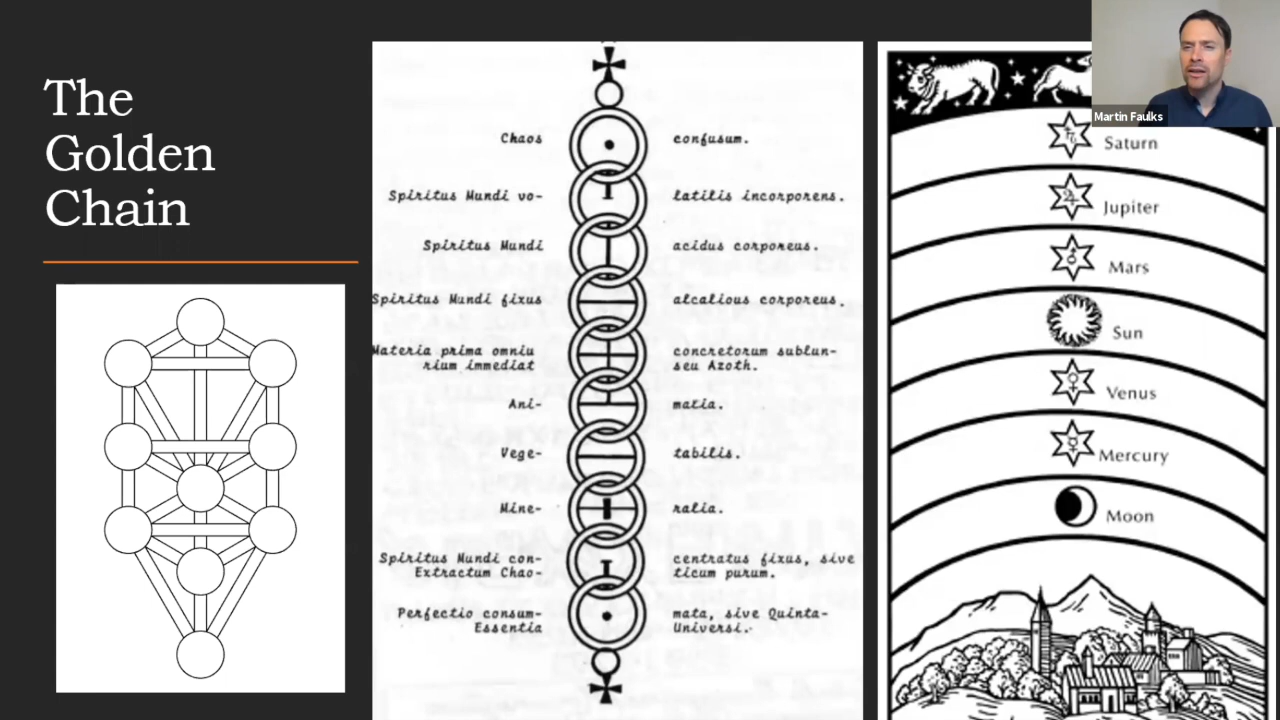 The
Golden
Chain
Chaos confusum.
Spiritus Mundi vo- latilis incorporens.
Spiritus Mundi acidus corporeus.
Spiritus Mundi fixus alcalious corporeus.
Materia prima omniu concretorum sublun-
rium immediat seu Azoth.
Ani- matia.
Vege- tabilis.
Mine- ralia.
Spiritus Mundi con- centratus fixus, sive
Extractum Chao- ticum purum.
Perfectio consum- mata, sive Quinta-
Essentia Universi.
Martin Faulks
Saturn
Jupiter
Mars
Sun
Venus
Mercury
Moon